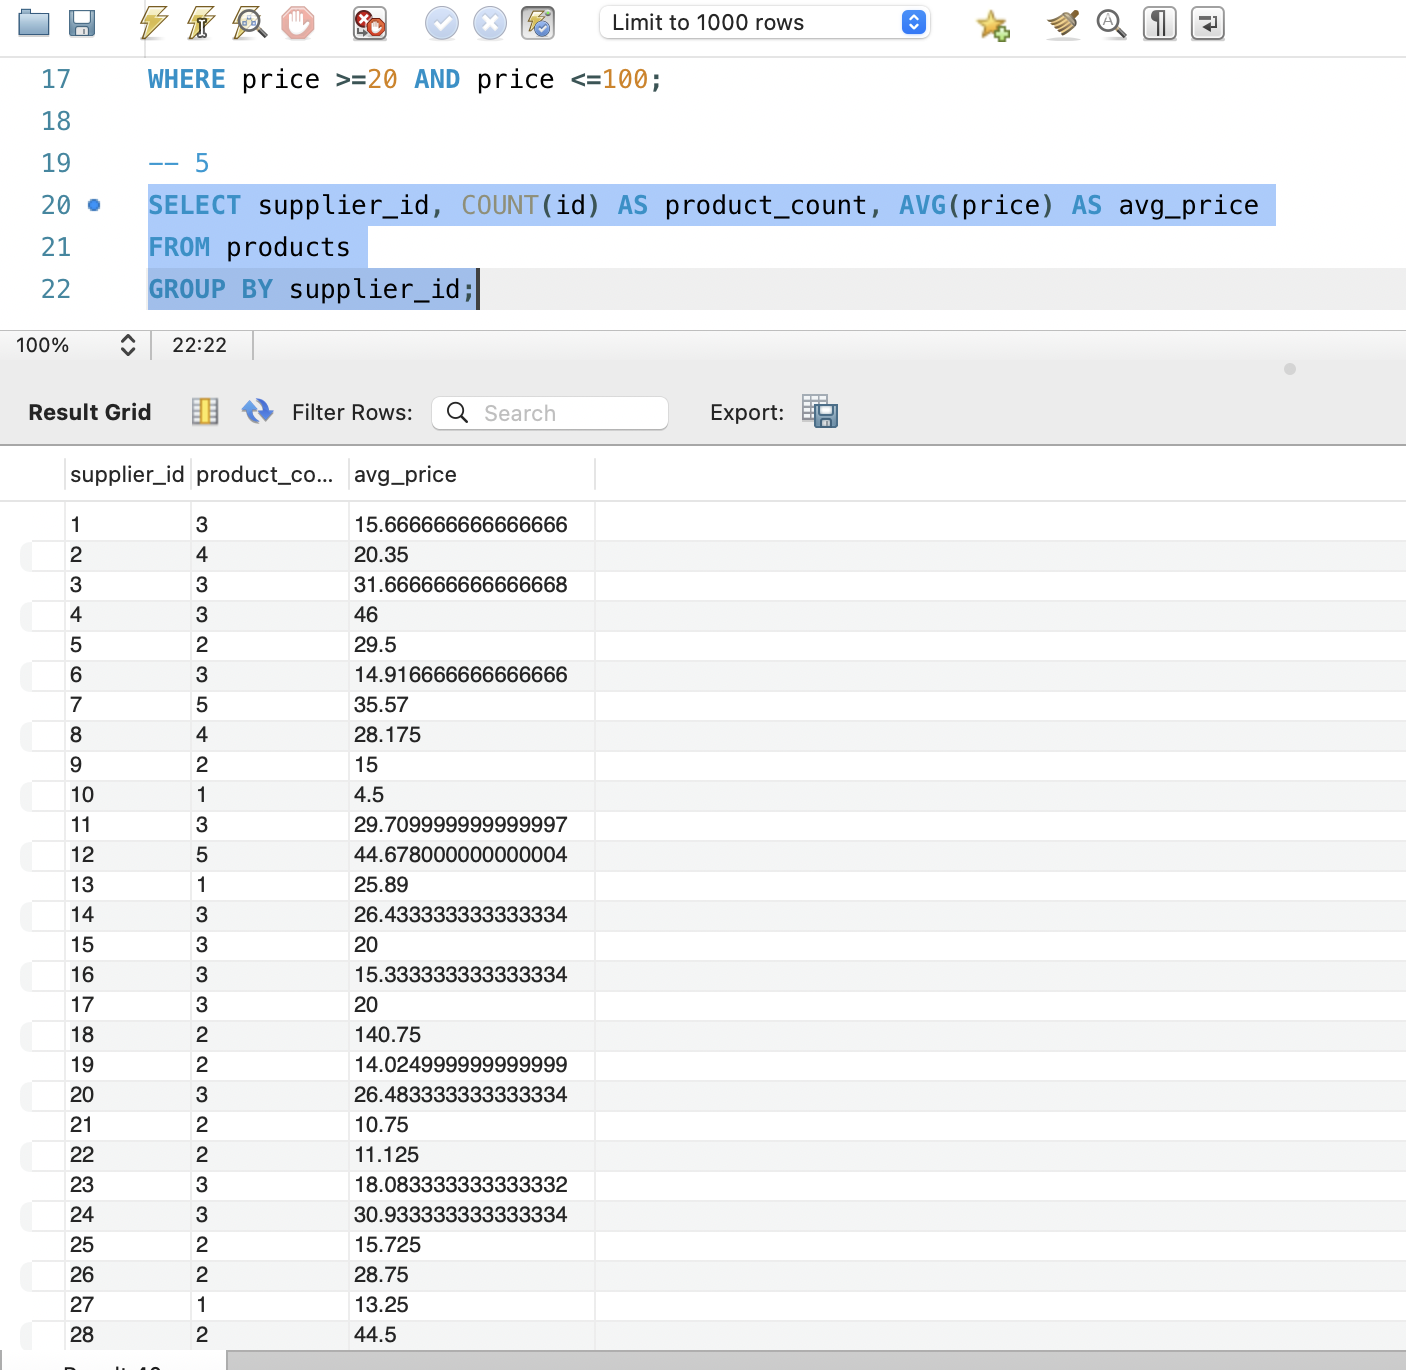 Limit to 1000 rows
17 WHERE price >=20 AND price <=100;
18
19 -- 5
20 SELECT supplier_id, COUNT(id) AS product_count, AVG(price) AS avg_price
21 FROM products
22 GROUP BY supplier_id;
100% 22:22
Result Grid Filter Rows: Search Export:
supplier_id product_co... avg_price
1 3 15.666666666666666
2 4 20.35
3 3 31.666666666666668
4 3 46
5 2 29.5
6 3 14.916666666666666
7 5 35.57
8 4 28.175
9 2 15
10 1 4.5
11 3 29.709999999999997
12 5 44.678000000000004
13 1 25.89
14 3 26.433333333333334
15 3 20
16 3 15.333333333333334
17 3 20
18 2 140.75
19 2 14.024999999999999
20 3 26.483333333333334
21 2 10.75
22 2 11.125
23 3 18.083333333333332
24 3 30.933333333333334
25 2 15.725
26 2 28.75
27 1 13.25
28 2 44.5